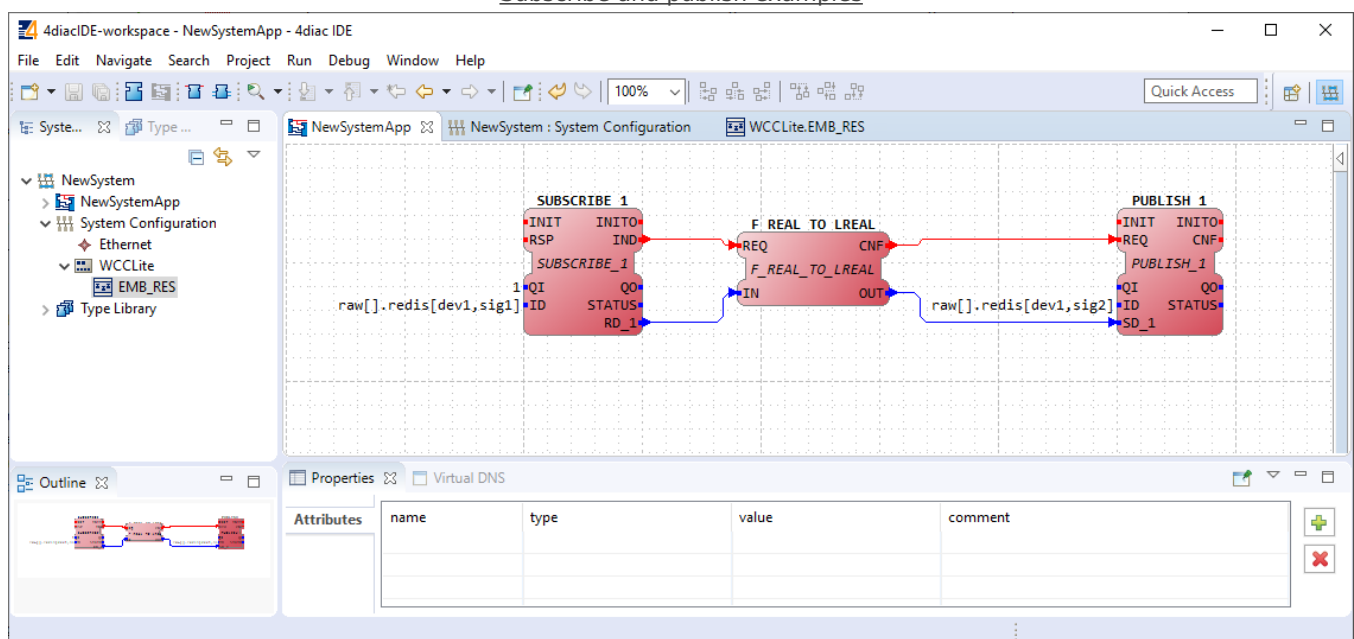 Subscribe and publish examples
4diacIDE-workspace - NewSystemApp - 4diac IDE
File Edit Navigate Search Project Run Debug Window Help
100%
Quick Access
Syste...
Type ...
NewSystemApp
NewSystem : System Configuration
WCCLite.EMB_RES
NewSystem
NewSystemApp
System Configuration
Ethernet
WCCLite
EMB_RES
Type Library
SUBSCRIBE_1
INIT INITO
RSP IND
SUBSCRIBE_1
1 QI QO
raw[].redis[dev1,sig1] ID STATUS
RD_1
F_REAL_TO_LREAL
REQ CNF
F_REAL_TO_LREAL
IN OUT
PUBLISH_1
INIT INITO
REQ CNF
PUBLISH_1
QI QO
raw[].redis[dev1,sig2] ID STATUS
SD_1
Outline
Properties
Virtual DNS
Attributes
name type value comment